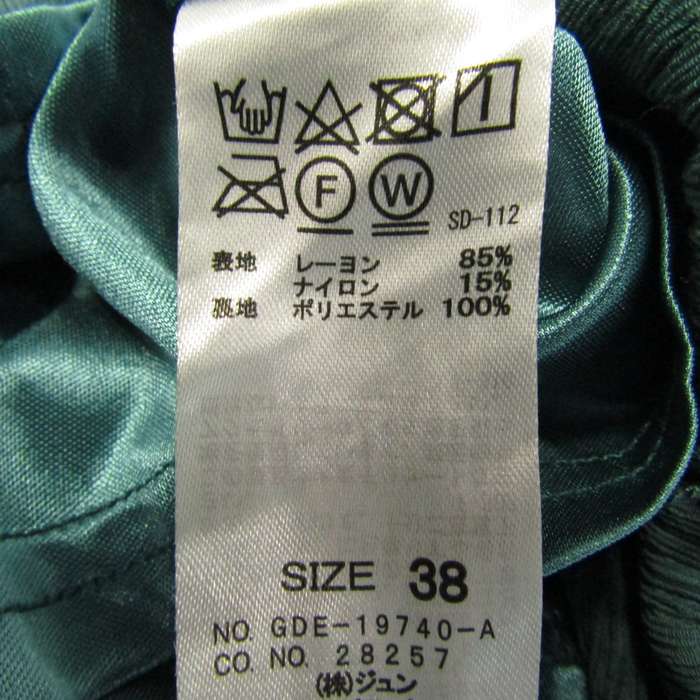 F W SD-112
表地 レーヨン 85%
ナイロン 15%
裏地 ポリエステル 100%
SIZE 38
NO. GDE-19740-A
CO. NO. 28257
(株)ジュン